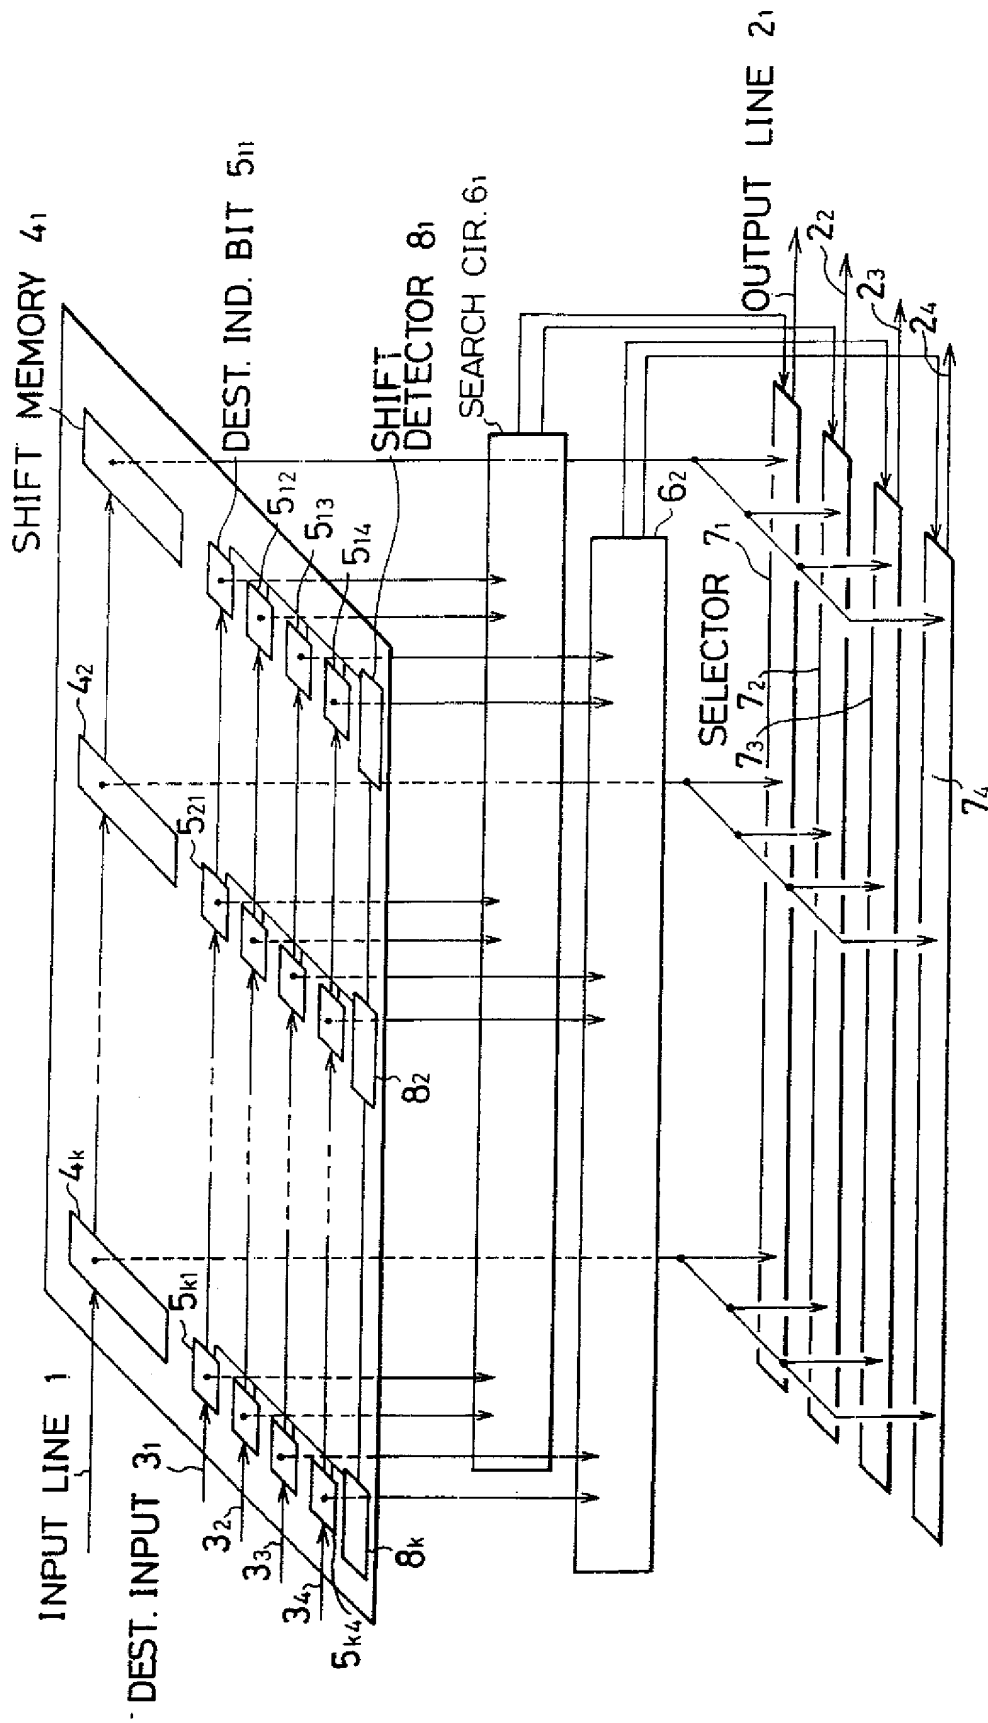 INPUT LINE 1
DEST. INPUT 3₁
3₂
3₃
3₄
4ₖ
5ₖ₁
5ₖ₄
8ₖ
4₂
5₂₁
8₂
SHIFT MEMORY 4₁
DEST. IND. BIT 5₁₁
5₁₂
5₁₃
5₁₄
SHIFT
DETECTOR 8₁
SEARCH CIR. 6₁
6₂
SELECTOR 7₁
7₂
7₃
7₄
OUTPUT LINE 2₁
2₂
2₃
2₄